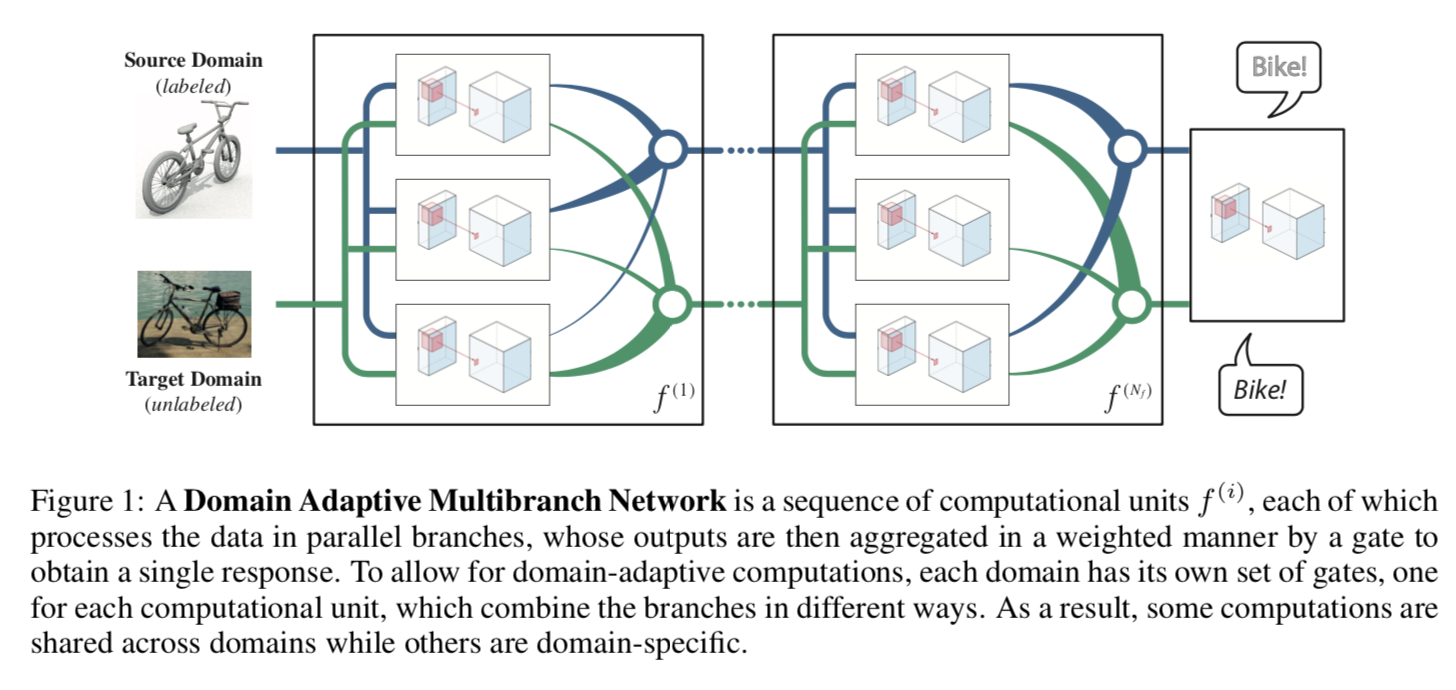 Source Domain
(labeled)
Target Domain
(unlabeled)
f^{(1)}
f^{(N_f)}
Bike!
Bike!
Figure 1: A Domain Adaptive Multibranch Network is a sequence of computational units f^{(i)}, each of which
processes the data in parallel branches, whose outputs are then aggregated in a weighted manner by a gate to
obtain a single response. To allow for domain-adaptive computations, each domain has its own set of gates, one
for each computational unit, which combine the branches in different ways. As a result, some computations are
shared across domains while others are domain-specific.